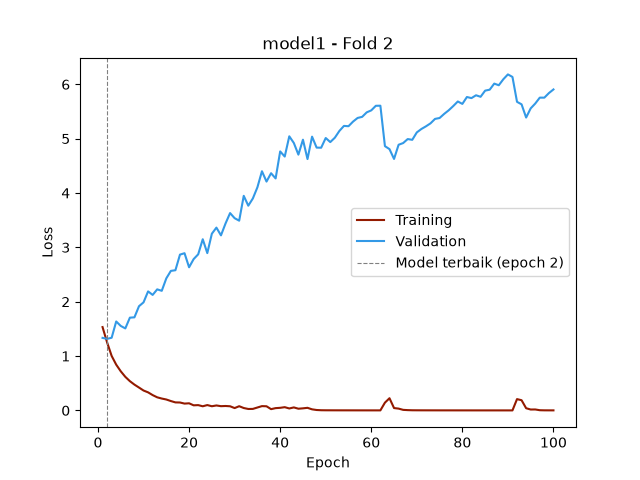 model1 - Fold 2
Loss
6
5
4
3
2
1
0
Training
Validation
Model terbaik (epoch 2)
0 20 40 60 80 100
Epoch